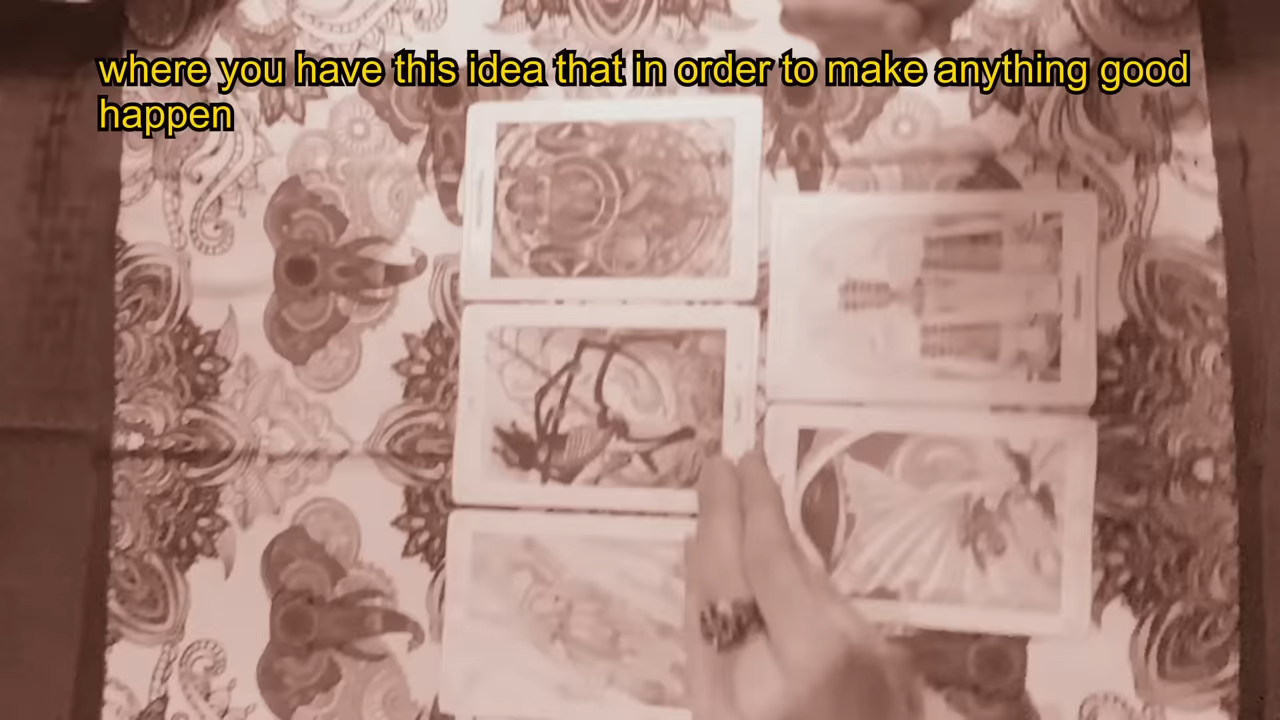 where you have this idea that in order to make anything good
happen